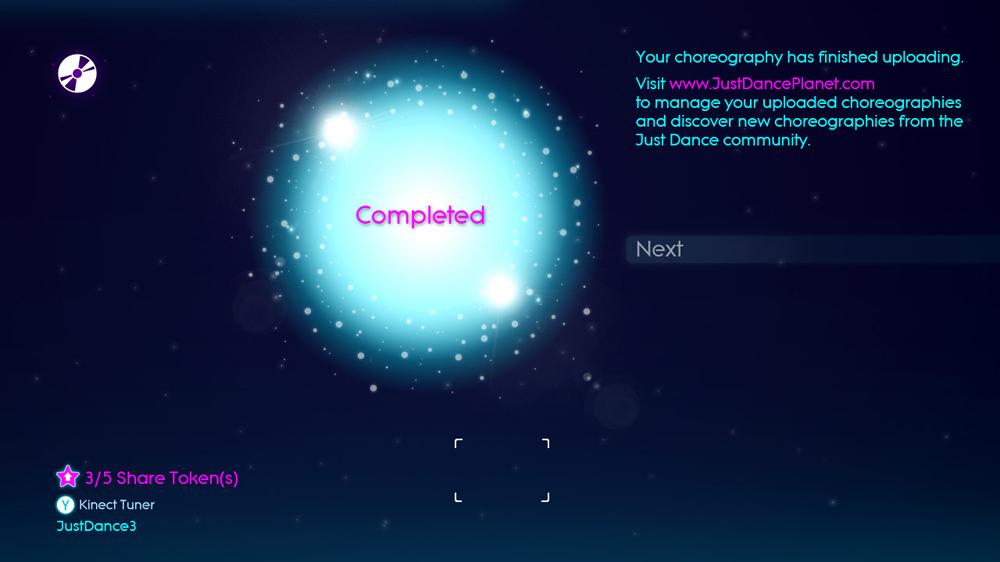 Your choreography has finished uploading.
Visit www.JustDancePlanet.com
to manage your uploaded choreographies
and discover new choreographies from the
Just Dance community.
Completed
Next
3/5 Share Token(s)
Y Kinect Tuner
JustDance3